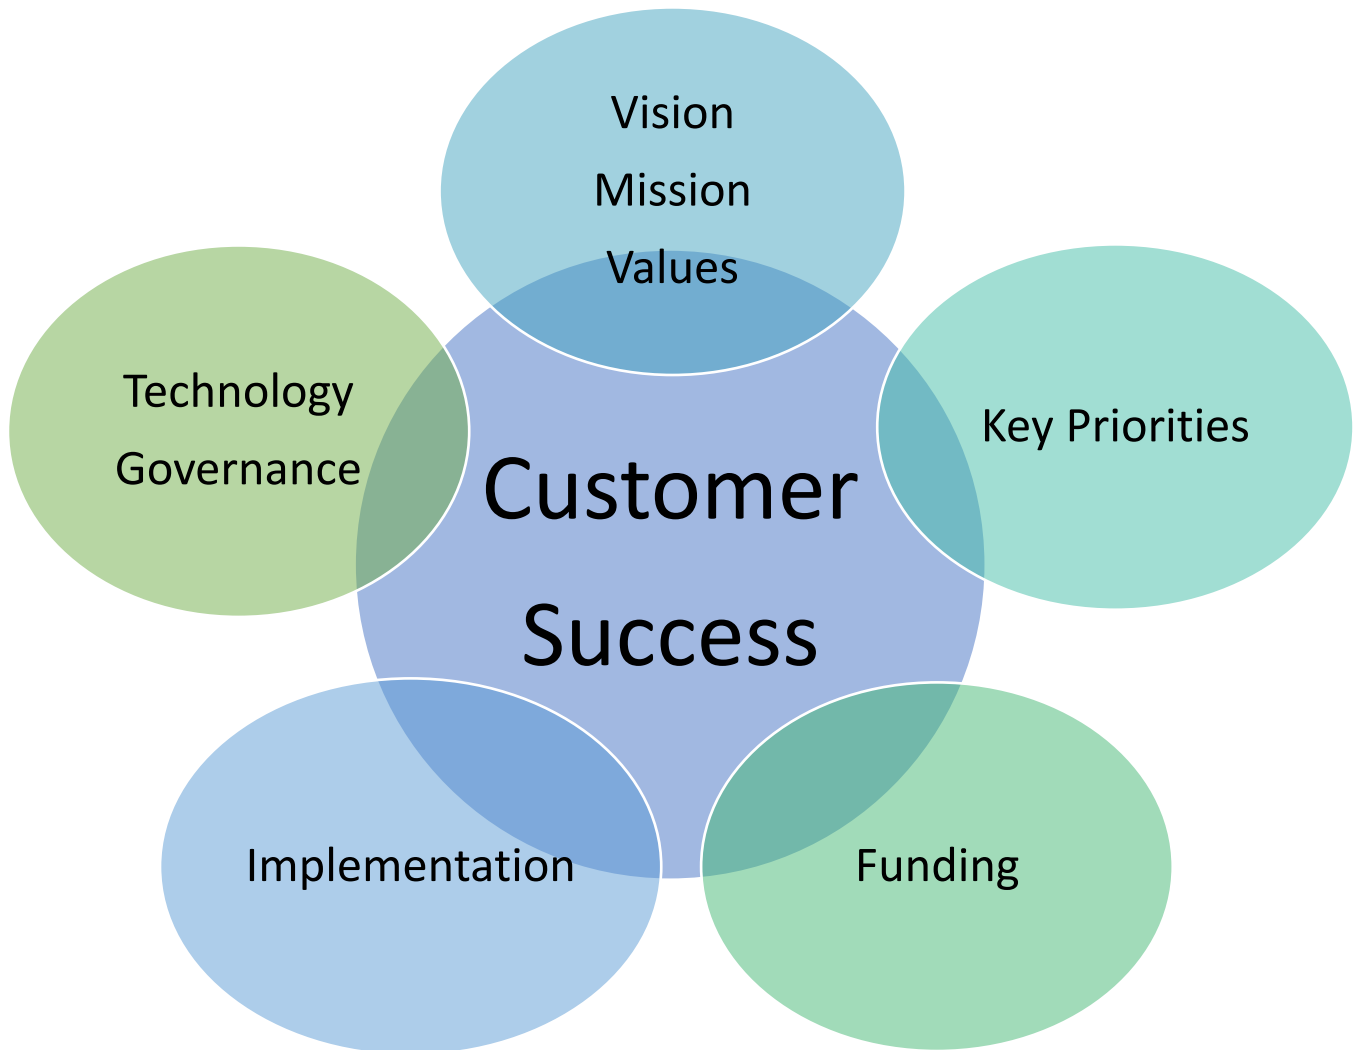 Vision
Mission
Values
Technology
Governance
Key Priorities
Customer
Success
Implementation
Funding